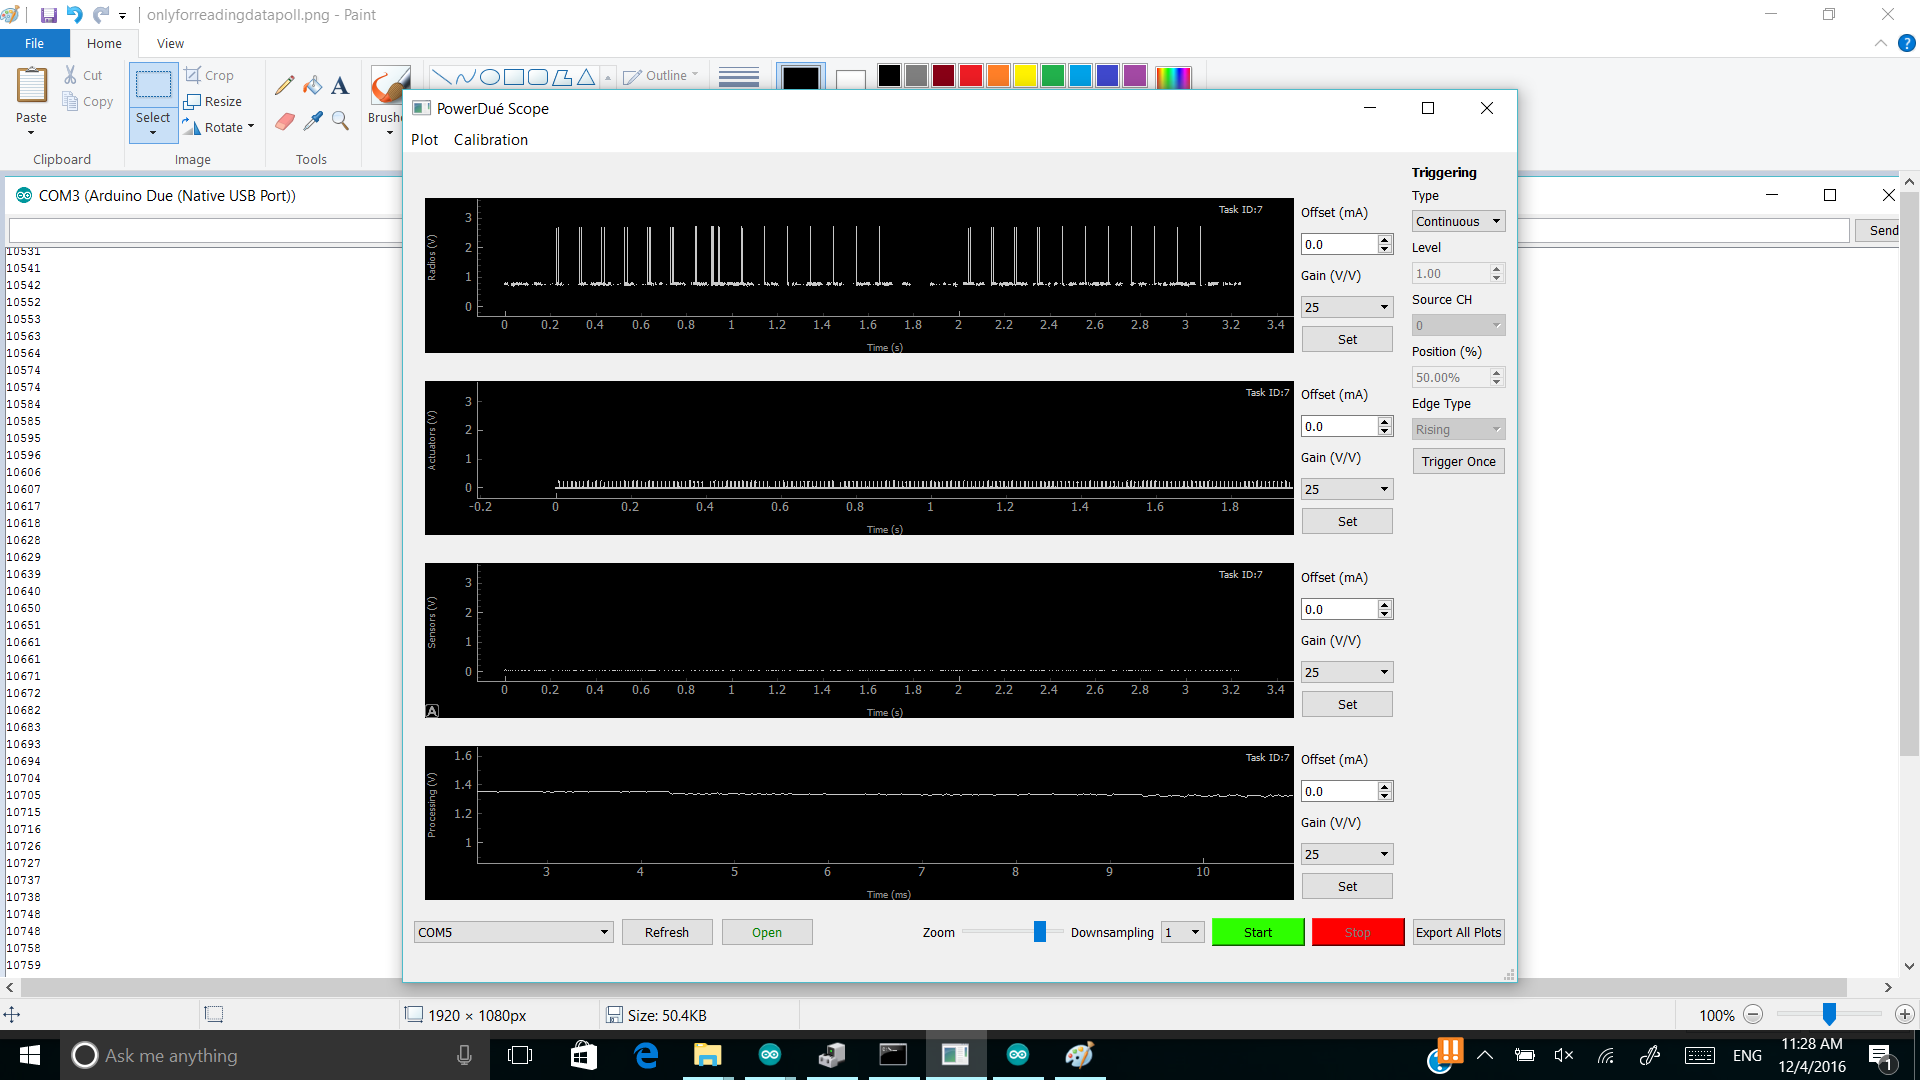 onlyforreadingdatapoll.png - Paint
File Home View
Paste
Cut
Copy
Clipboard
Select
Crop
Resize
Rotate
Image
A
Tools
Brushe
Outline
COM3 (Arduino Due (Native USB Port))
Send
10531
10541
10542
10552
10553
10563
10564
10574
10574
10584
10585
10595
10596
10606
10607
10617
10618
10628
10629
10639
10640
10650
10651
10661
10661
10671
10672
10682
10683
10693
10694
10704
10705
10715
10716
10726
10727
10737
10738
10748
10748
10758
10759
PowerDué Scope
Plot Calibration
Task ID:7
Radios (V)
3
2
1
0
0 0.2 0.4 0.6 0.8 1 1.2 1.4 1.6 1.8 2 2.2 2.4 2.6 2.8 3 3.2 3.4
Time (s)
Offset (mA)
0.0
Gain (V/V)
25
Set
Task ID:7
Actuators (V)
3
2
1
0
-0.2 0 0.2 0.4 0.6 0.8 1 1.2 1.4 1.6 1.8
Time (s)
Offset (mA)
0.0
Gain (V/V)
25
Set
Task ID:7
Sensors (V)
3
2
1
0
0 0.2 0.4 0.6 0.8 1 1.2 1.4 1.6 1.8 2 2.2 2.4 2.6 2.8 3 3.2 3.4
Time (s)
A
Offset (mA)
0.0
Gain (V/V)
25
Set
Task ID:7
Processing (V)
1.6
1.4
1.2
1
3 4 5 6 7 8 9 10
Time (ms)
Offset (mA)
0.0
Gain (V/V)
25
Set
Triggering
Type
Continuous
Level
1.00
Source CH
0
Position (%)
50.00%
Edge Type
Rising
Trigger Once
COM5 Refresh Open Zoom Downsampling 1 Start Stop Export All Plots
1920 × 1080px Size: 50.4KB 100%
Ask me anything
ENG
11:28 AM
12/4/2016
1